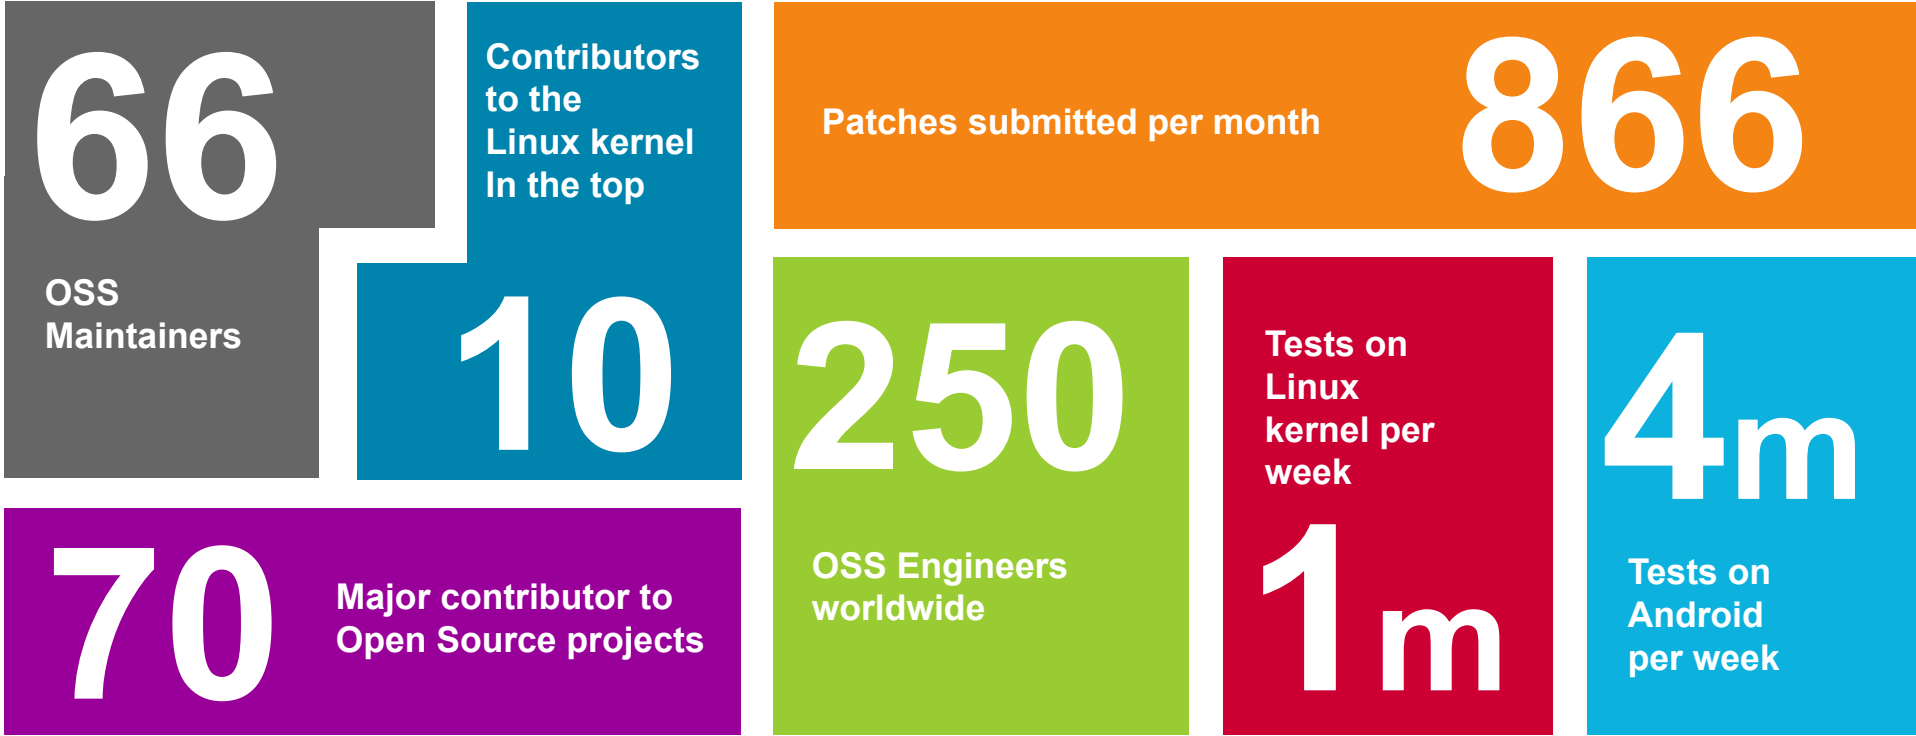 66
OSS
Maintainers
Contributors
to the
Linux kernel
In the top
10
Patches submitted per month
866
70
Major contributor to
Open Source projects
250
OSS Engineers
worldwide
Tests on
Linux
kernel per
week
1m
4m
Tests on
Android
per week